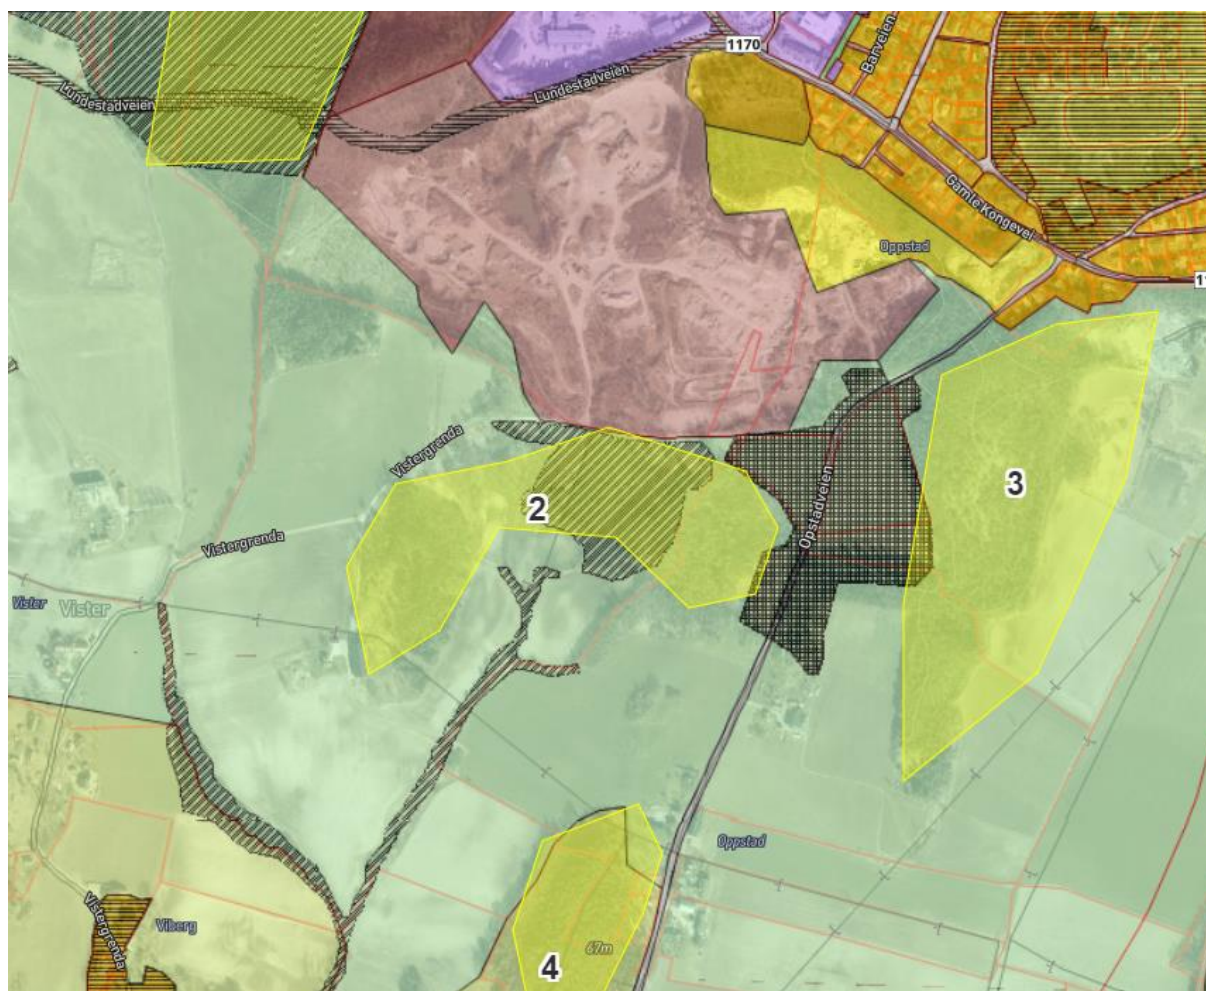 1170
Barveien
Lundestadveien
Lundestadveien
Gamle Kongevei
Oppstad
11
Vistergrenda
3
2
Opstadveien
Vistergrenda
Vister
Vister
Oppstad
Vistergrenda
Viberg
67m
4